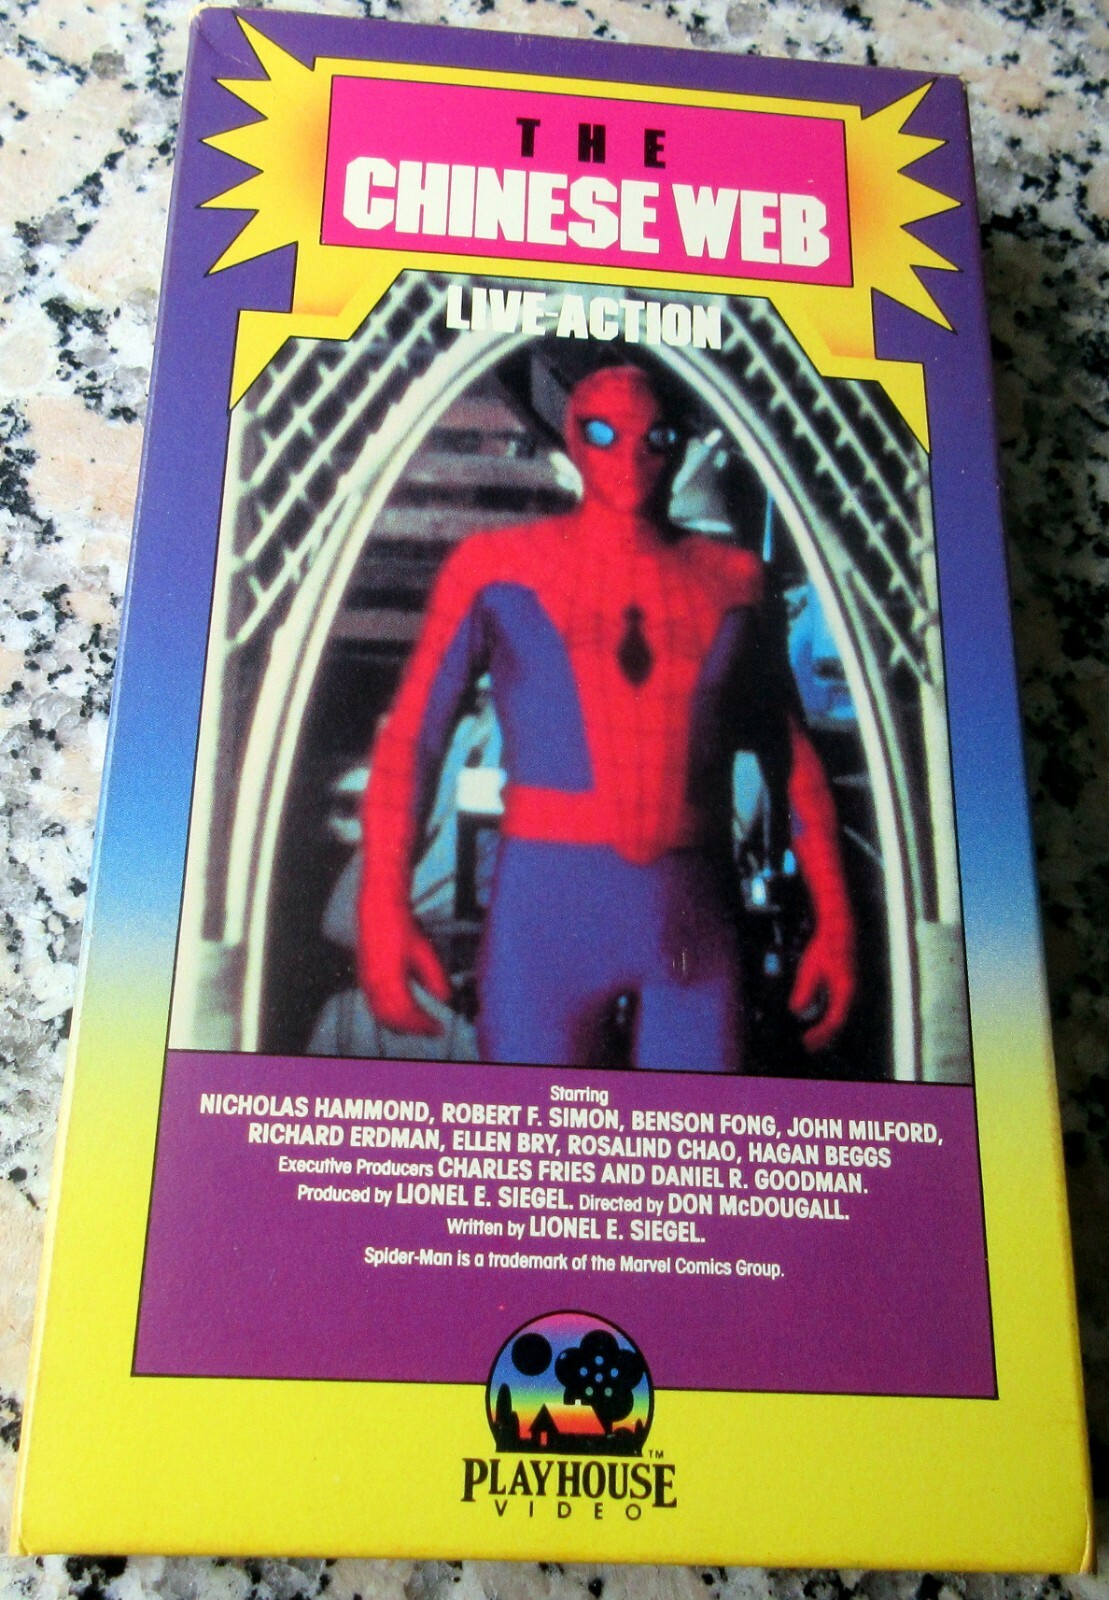 THE
CHINESE WEB
LIVE-ACTION
Starring
NICHOLAS HAMMOND, ROBERT F. SIMON, BENSON FONG, JOHN MILFORD,
RICHARD ERDMAN, ELLEN BRY, ROSALIND CHAO, HAGAN BEGGS
Executive Producers CHARLES FRIES AND DANIEL R. GOODMAN.
Produced by LIONEL E. SIEGEL. Directed by DON McDOUGALL.
Written by LIONEL E. SIEGEL.
Spider-Man is a trademark of the Marvel Comics Group.
TM
PLAYHOUSE
VIDEO